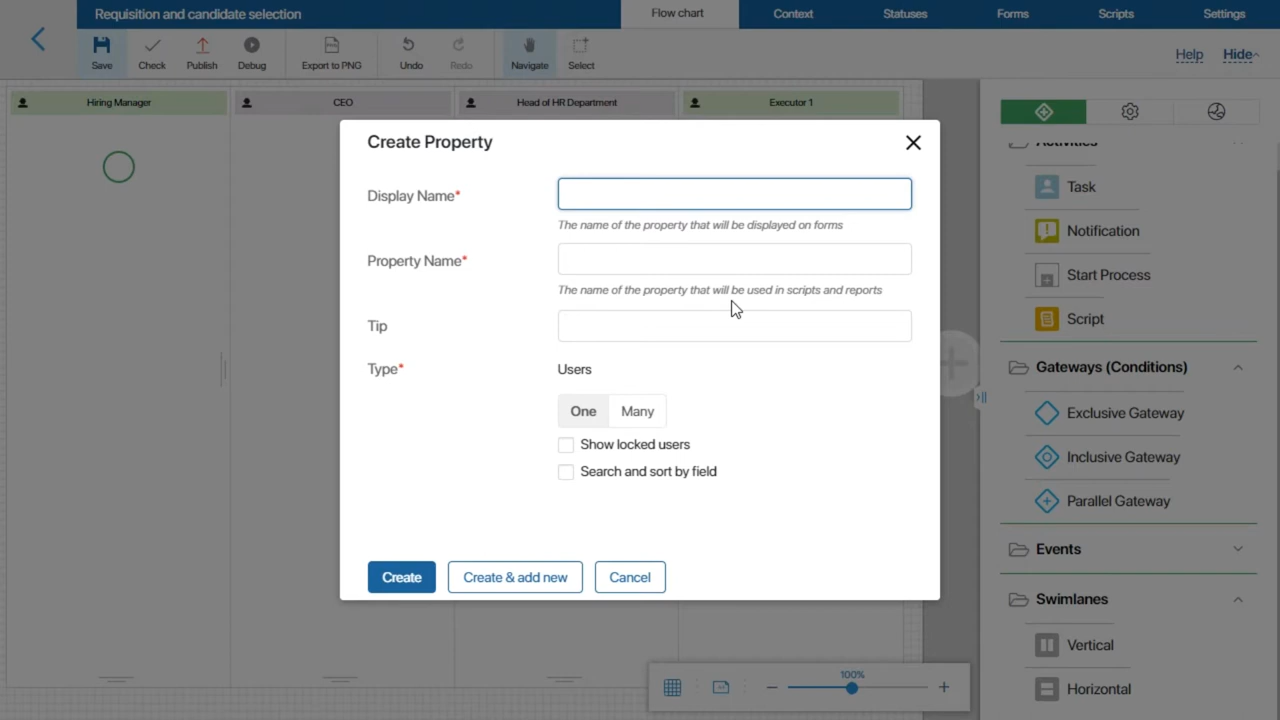 Requisition and candidate selection
Flow chart
Context
Statuses
Forms
Scripts
Settings
Save
Check
Publish
Debug
Export to PNG
Undo
Redo
Navigate
Select
Help
Hide
Hiring Manager
CEO
Head of HR Department
Executor 1
Create Property
Display Name*
The name of the property that will be displayed on forms
Property Name*
The name of the property that will be used in scripts and reports
Tip
Type*
Users
One
Many
Show locked users
Search and sort by field
Create
Create & add new
Cancel
Activities
Task
Notification
Start Process
Script
Gateways (Conditions)
Exclusive Gateway
Inclusive Gateway
Parallel Gateway
Events
Swimlanes
Vertical
Horizontal
100%